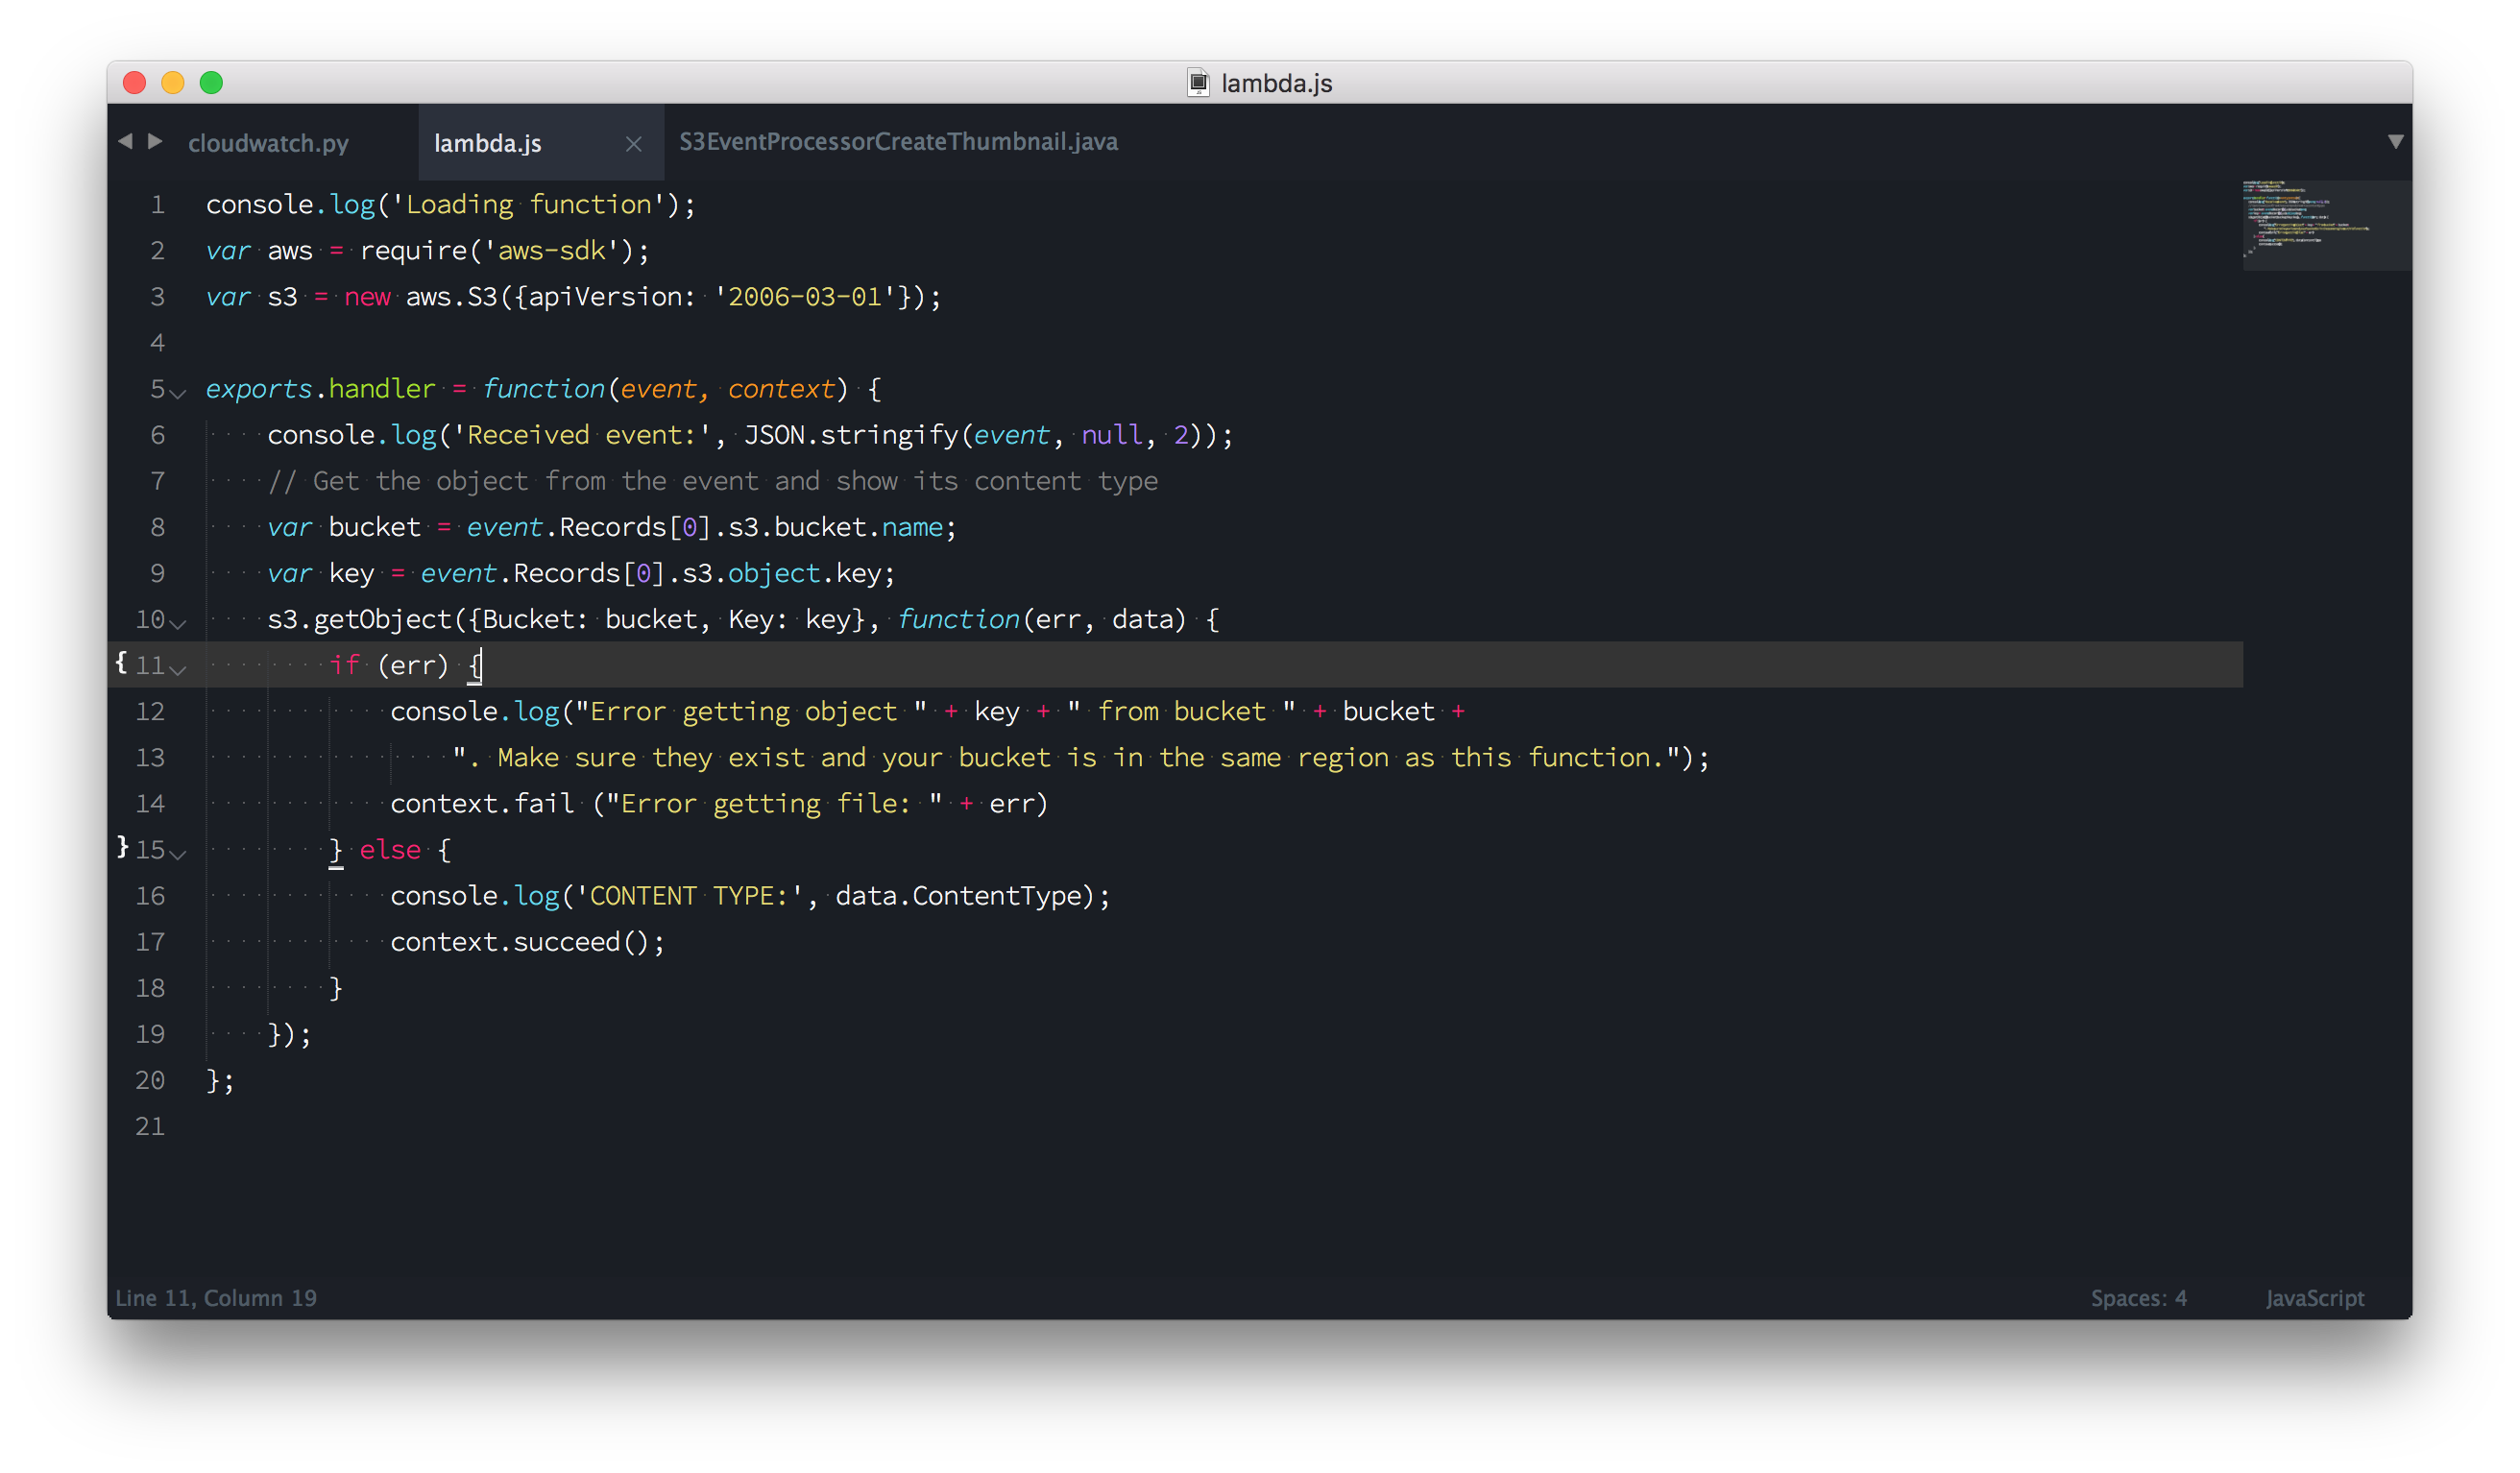 lambda.js
cloudwatch.py lambda.js × S3EventProcessorCreateThumbnail.java
1 console.log('Loading function');
2 var aws = require('aws-sdk');
3 var s3 = new aws.S3({apiVersion: '2006-03-01'});
4
5 exports.handler = function(event, context) {
6     console.log('Received event:', JSON.stringify(event, null, 2));
7     // Get the object from the event and show its content type
8     var bucket = event.Records[0].s3.bucket.name;
9     var key = event.Records[0].s3.object.key;
10     s3.getObject({Bucket: bucket, Key: key}, function(err, data) {
{ 11         if (err) {
12             console.log("Error getting object " + key + " from bucket " + bucket +
13                 ". Make sure they exist and your bucket is in the same region as this function.");
14             context.fail ("Error getting file: " + err)
} 15         } else {
16             console.log('CONTENT TYPE:', data.ContentType);
17             context.succeed();
18         }
19     });
20 };
21
Line 11, Column 19 Spaces: 4 JavaScript